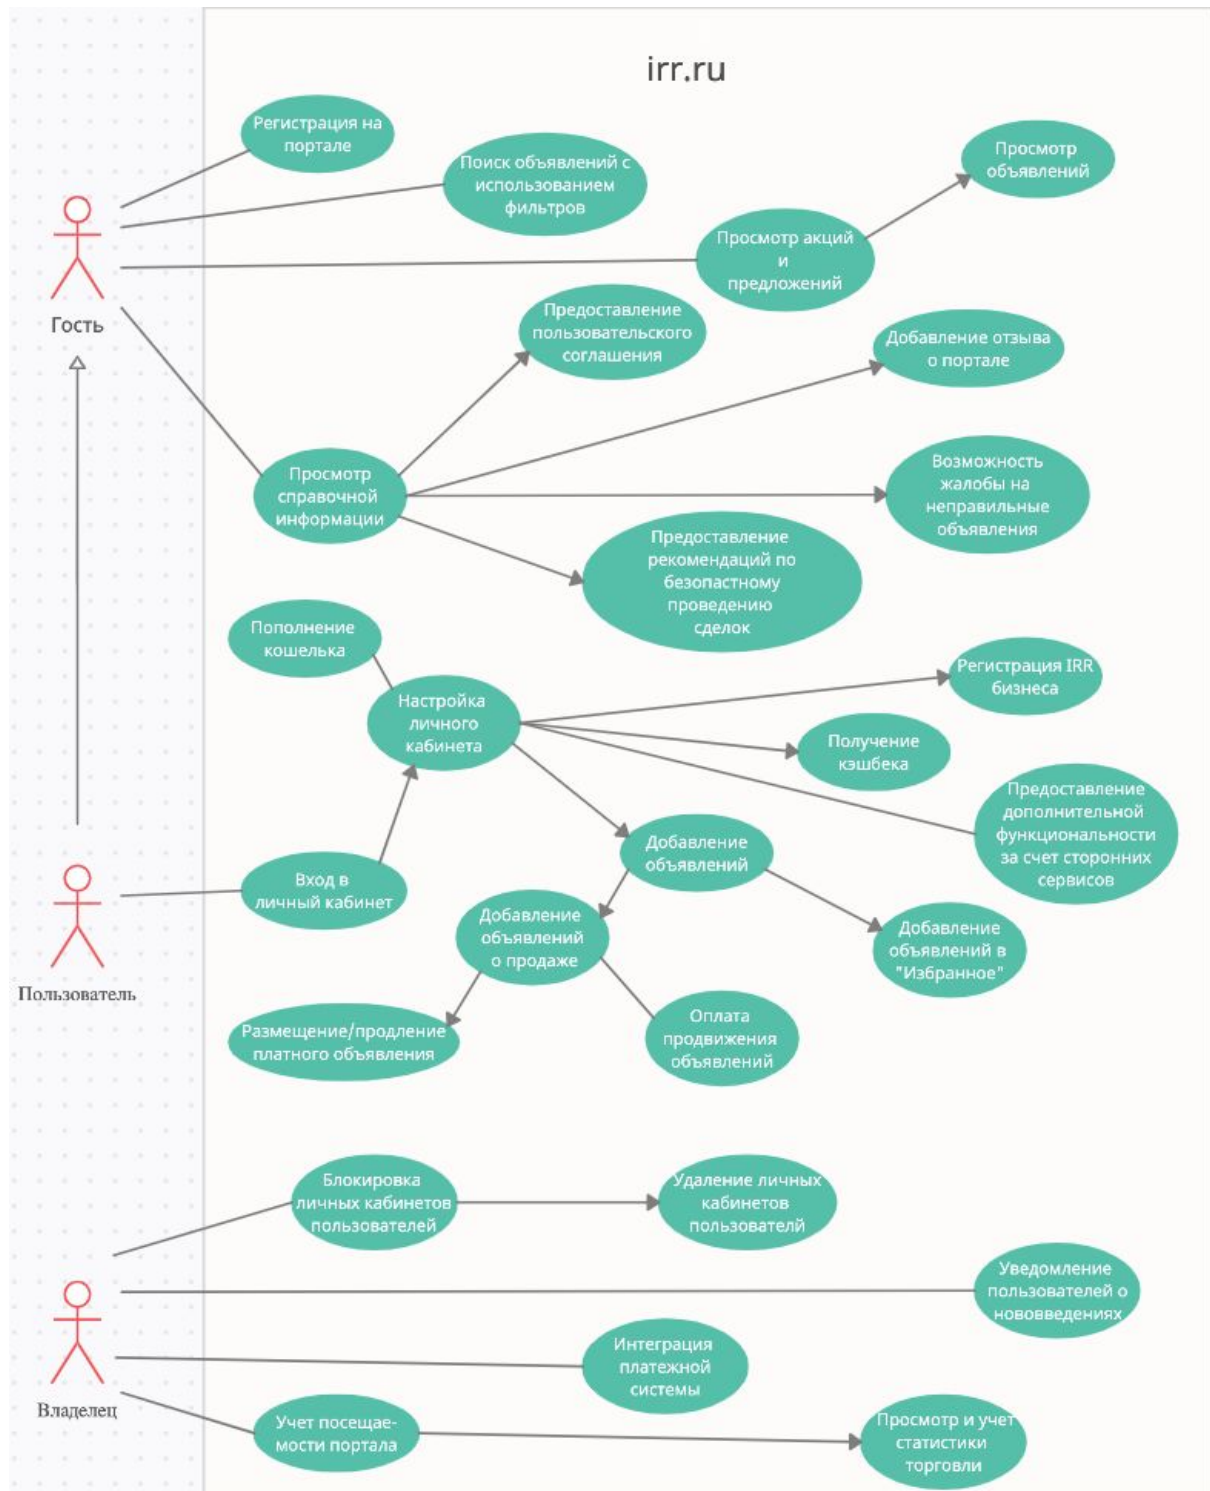 irr.ru
Регистрация на
портале
Поиск объявлений с
использованием
фильтров
Просмотр
объявлений
Просмотр акций
и
предложений
Гость
Предоставление
пользовательского
соглашения
Добавление отзыва
о портале
Просмотр
справочной
информации
Возможность
жалобы на
неправильные
объявления
Предоставление
рекомендаций по
безопастному
проведению
сделок
Пополнение
кошелька
Настройка
личного
кабинета
Регистрация IRR
бизнеса
Получение
кэшбека
Предоставление
дополнительной
функциональности
за счет сторонних
сервисов
Добавление
объявлений
Вход в
личный кабинет
Добавление
объявлений
о продаже
Добавление
объявлений в
"Избранное"
Пользователь
Размещение/продление
платного объявления
Оплата
продвижения
объявлений
Блокировка
личных кабинетов
пользователей
Удаление личных
кабинетов
пользователй
Уведомление
пользователей о
нововведениях
Интеграция
платежной
системы
Владелец
Учет посещае-
мости портала
Просмотр и учет
статистики
торговли